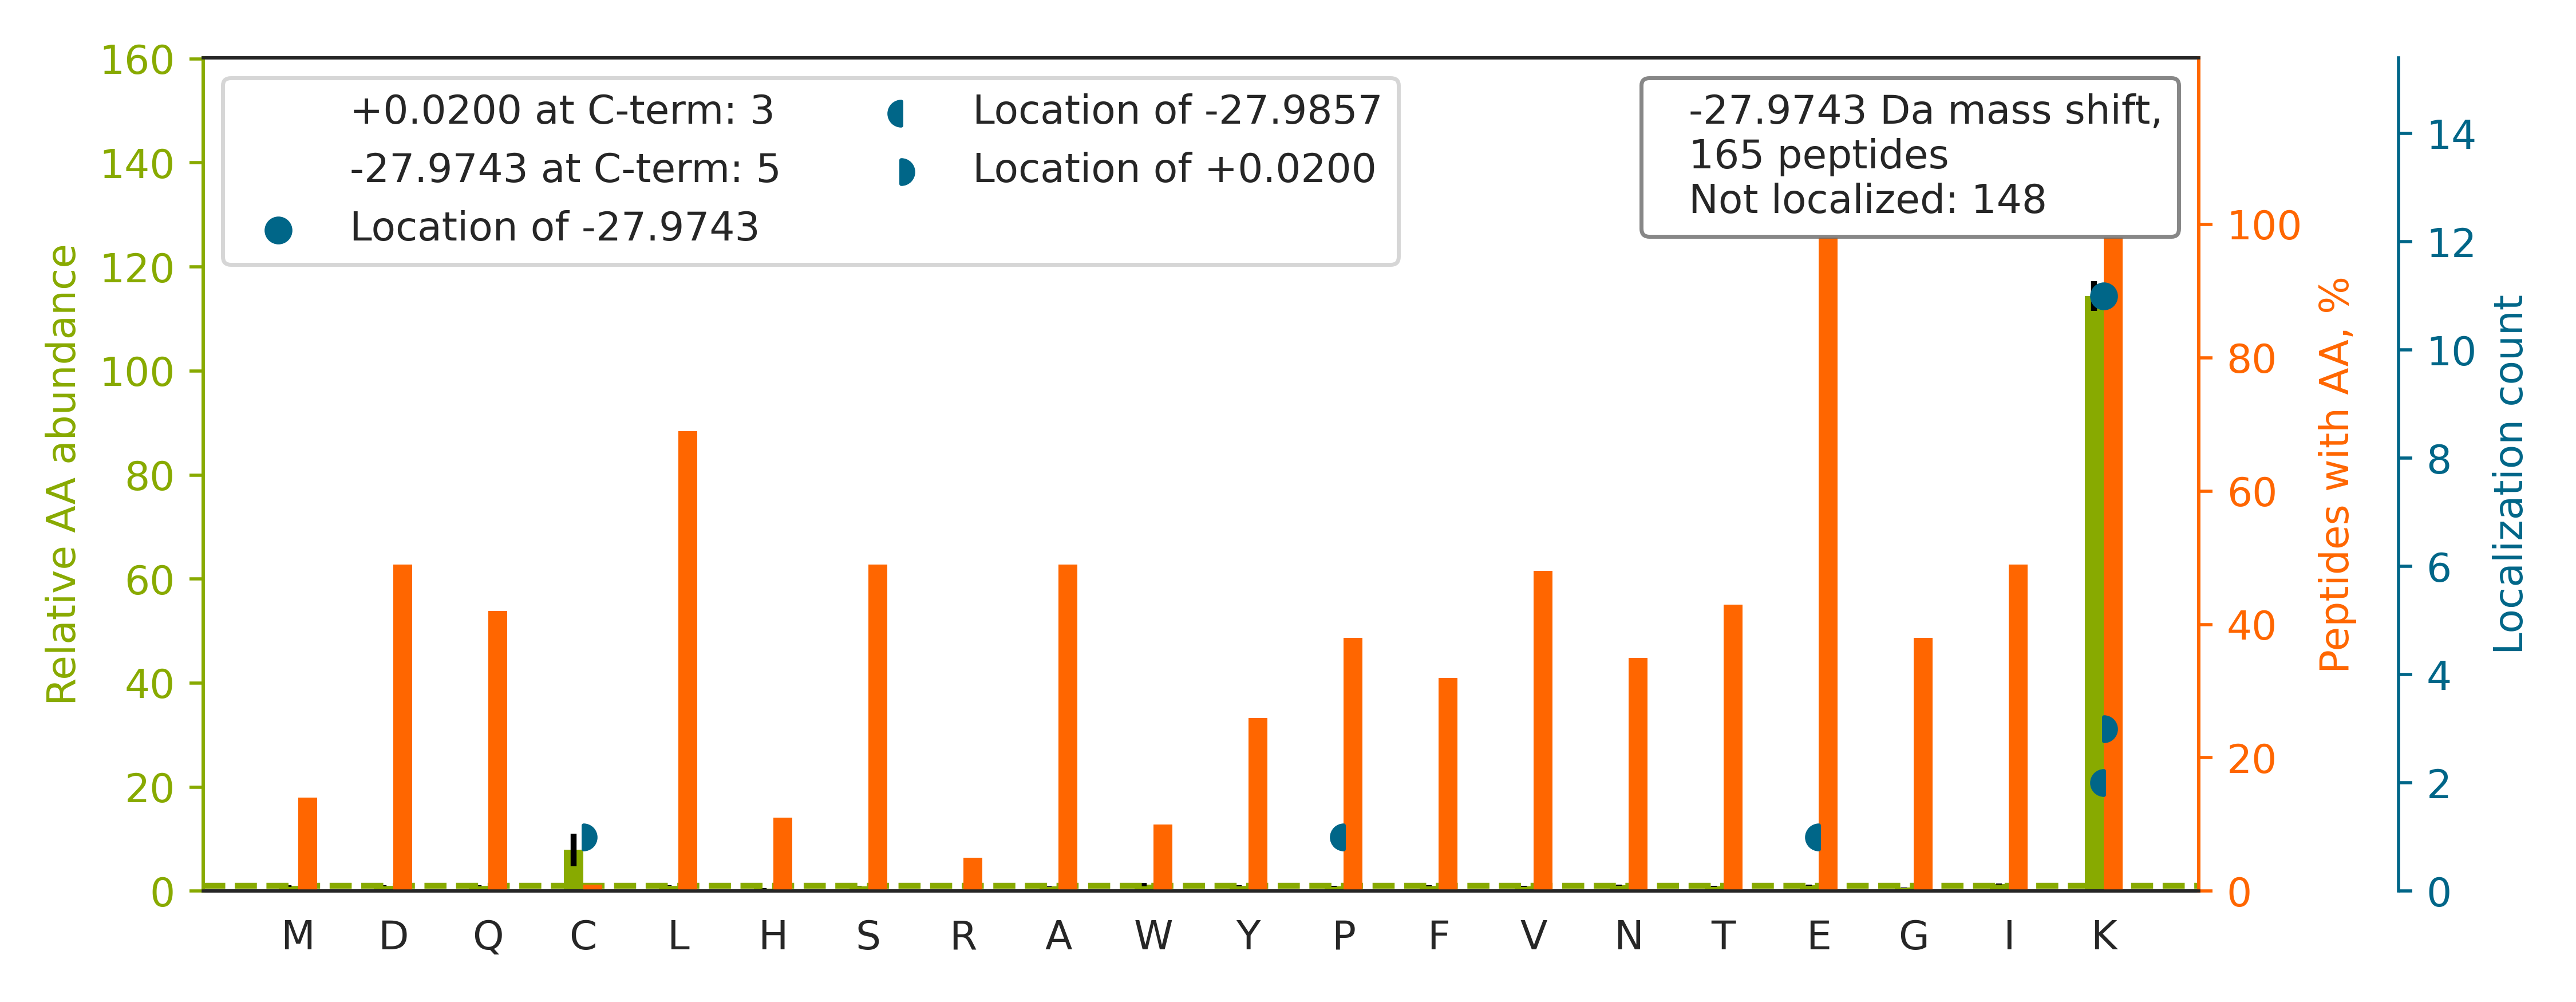 +0.0200 at C-term: 3
-27.9743 at C-term: 5
Location of -27.9743
Location of -27.9857
Location of +0.0200
-27.9743 Da mass shift,
165 peptides
Not localized: 148
Relative AA abundance
160
140
120
100
80
60
40
20
0
M D Q C L H S R A W Y P F V N T E G I K
100
80
60
40
20
0
Peptides with AA, %
14
12
10
8
6
4
2
0
Localization count